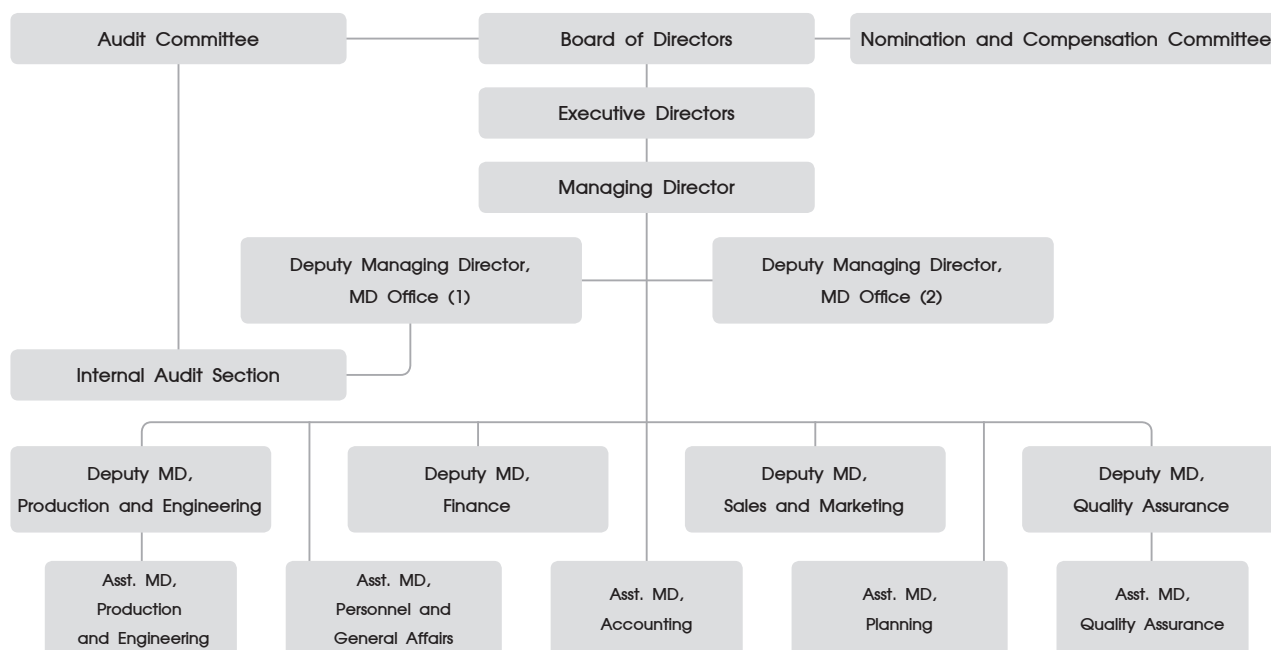 Audit Committee
Board of Directors
Nomination and Compensation Committee
Executive Directors
Managing Director
Deputy Managing Director,
MD Office (1)
Deputy Managing Director,
MD Office (2)
Internal Audit Section
Deputy MD,
Production and Engineering
Deputy MD,
Finance
Deputy MD,
Sales and Marketing
Deputy MD,
Quality Assurance
Asst. MD,
Production
and Engineering
Asst. MD,
Personnel and
General Affairs
Asst. MD,
Accounting
Asst. MD,
Planning
Asst. MD,
Quality Assurance